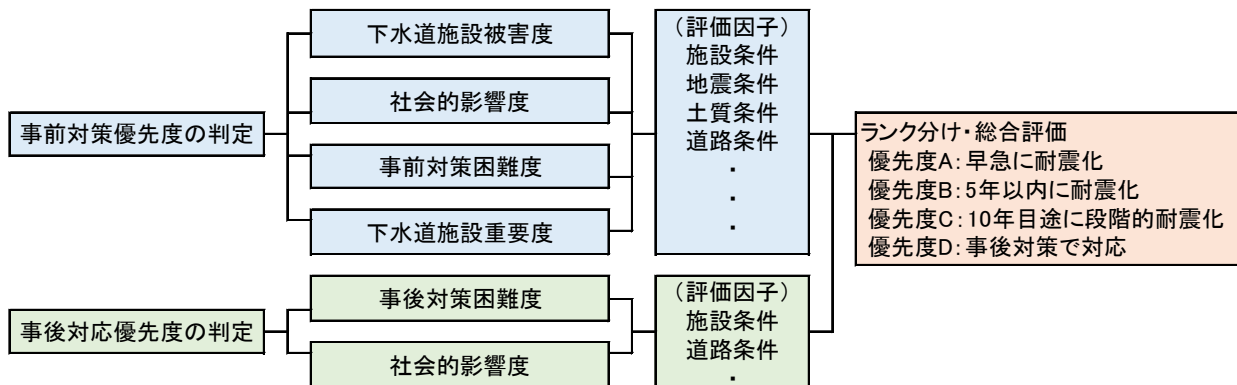 事前対策優先度の判定
下水道施設被害度
社会的影響度
事前対策困難度
下水道施設重要度
（評価因子）
施設条件
地震条件
土質条件
道路条件
・
・
・
事後対応優先度の判定
事後対策困難度
社会的影響度
（評価因子）
施設条件
道路条件
・
ランク分け・総合評価
優先度A：早急に耐震化
優先度B：5年以内に耐震化
優先度C：10年目途に段階的耐震化
優先度D：事後対策で対応